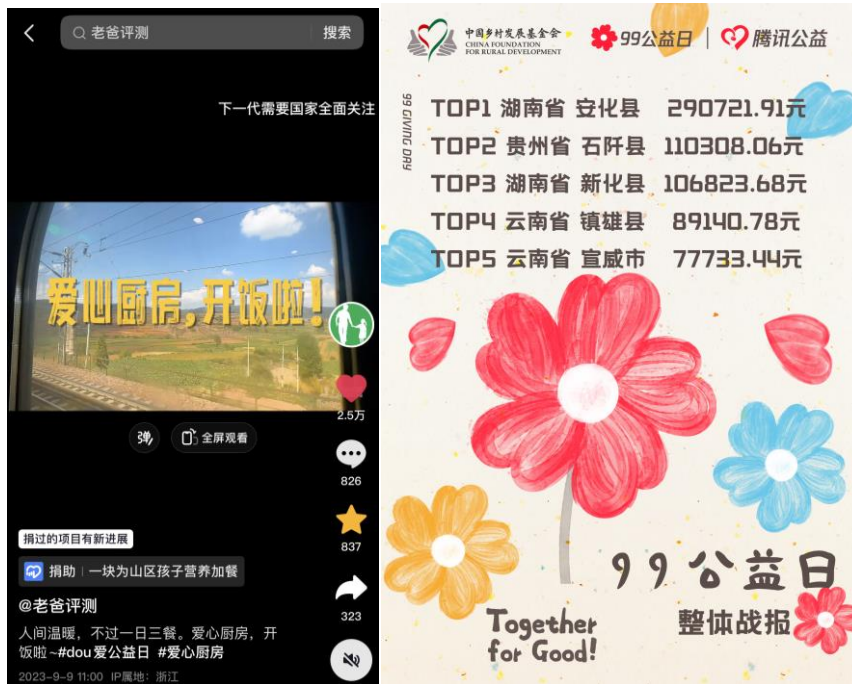 老爸评测
搜索
下一代需要国家全面关注
爱心厨房,开饭啦!
2.5万
弹
全屏观看
826
837
捐过的项目有新进展
捐助 | 一块为山区孩子营养加餐
@老爸评测
323
人间温暖，不过一日三餐。爱心厨房，开
饭啦~#dou爱公益日 #爱心厨房
2023-9-9 11:00 IP属地：浙江
中国乡村发展基金会
CHINA FOUNDATION
FOR RURAL DEVELOPMENT
99公益日 | 腾讯公益
99 GIVING DAY
TOP1 湖南省 安化县 290721.91元
TOP2 贵州省 石阡县 110308.06元
TOP3 湖南省 新化县 106823.68元
TOP4 云南省 镇雄县 89140.78元
TOP5 云南省 宣威市 77733.44元
99公益日
整体战报
Together
for Good!